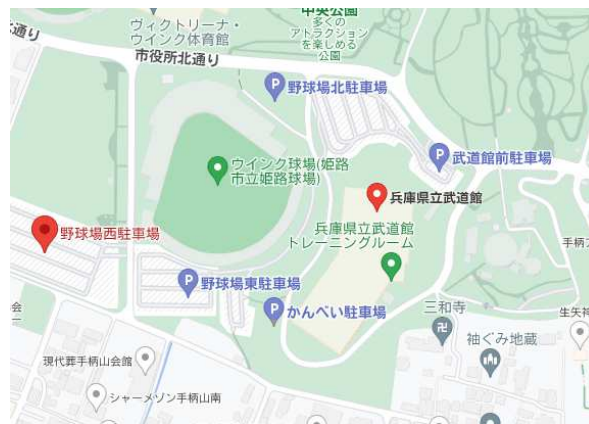 中央公園
多くの
アトラクション
を楽しめる
公園
ヴィクトリーナ・
ウインク体育館
市役所北通り
北通り
P 野球場北駐車場
P 武道館前駐車場
ウインク球場(姫路
市立姫路球場)
兵庫県立武道館
兵庫県立武道館
トレーニングルーム
手柄
野球場西駐車場
P 野球場東駐車場
P かんべい駐車場
三和寺
生矢神
袖ぐみ地蔵
会
現代葬手柄山会館
シャーメゾン手柄山南